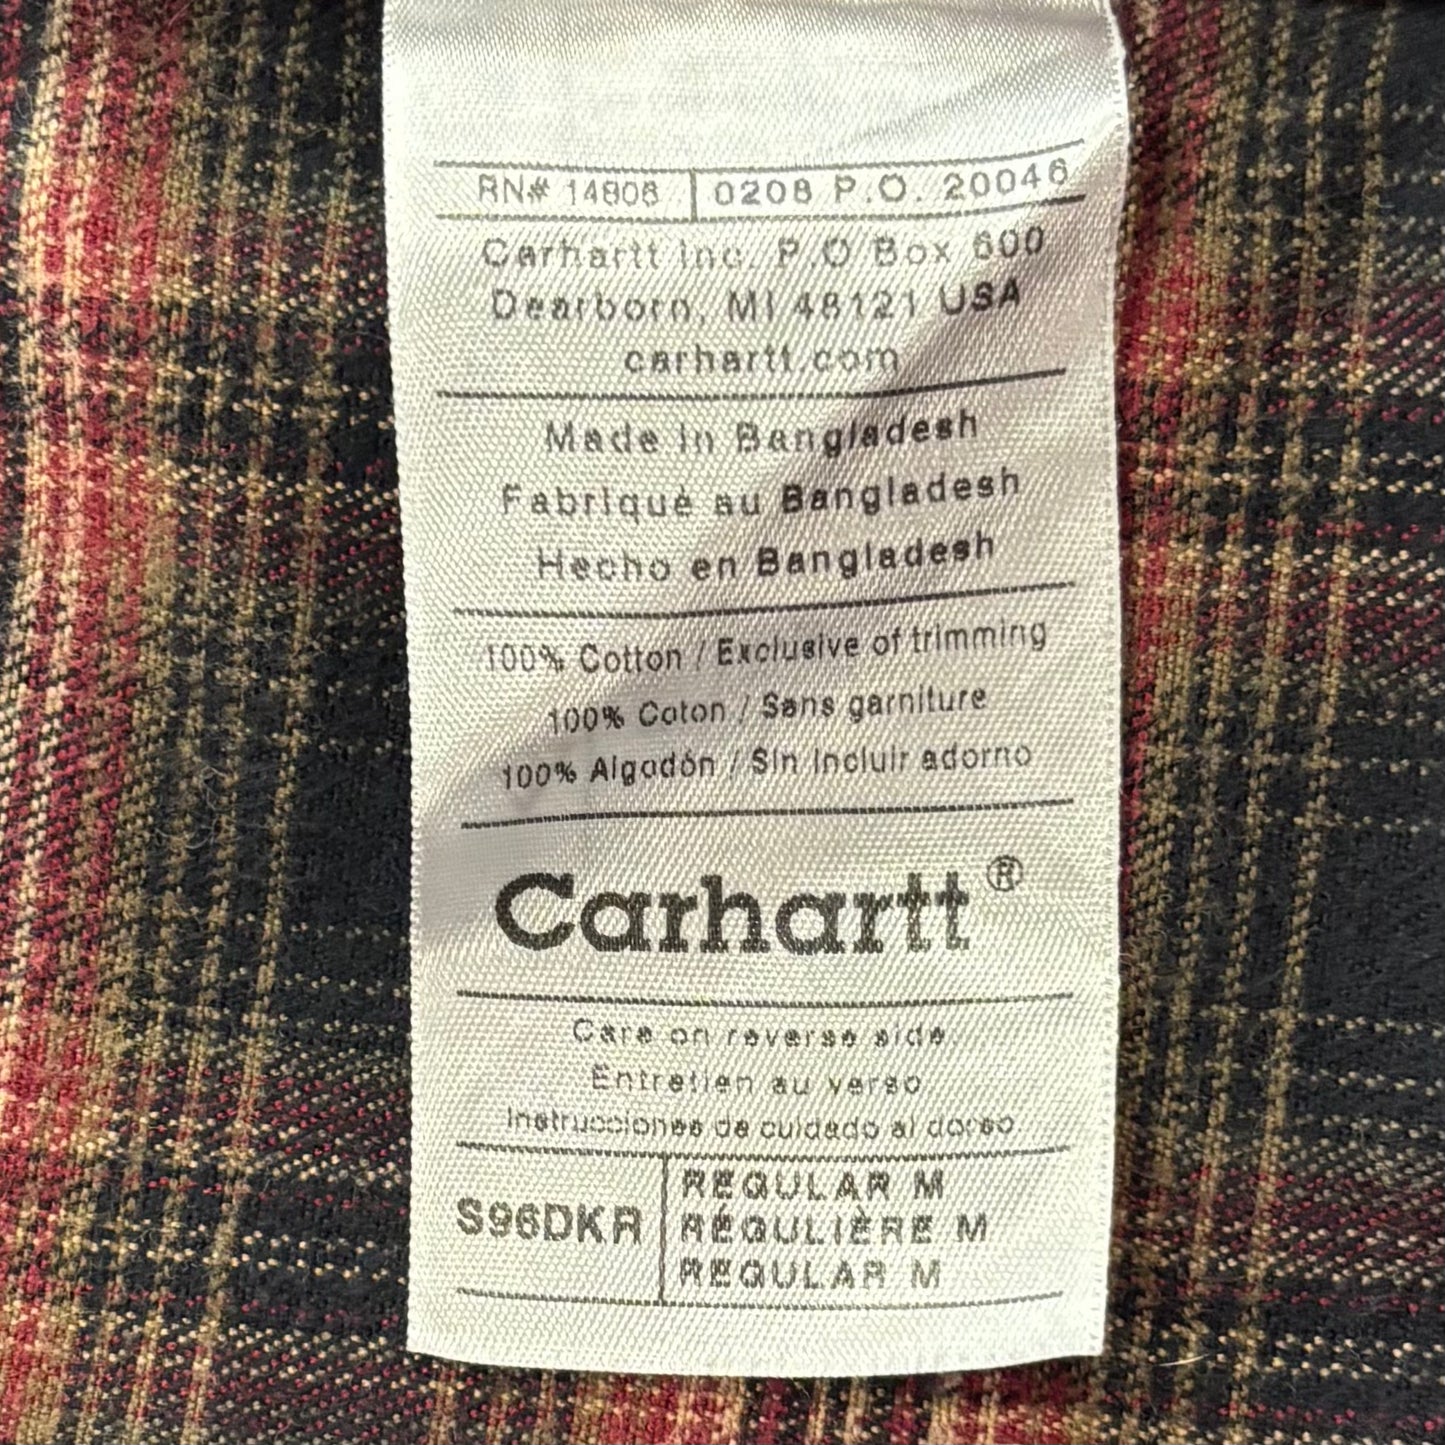 RN# 14806 0208 P.O. 20046
Carhartt Inc. P.O Box 600
Dearborn, MI 48121 USA
carhartt.com
Made in Bangladesh
Fabriquè au Bangladesh
Hecho en Bangladesh
100% Cotton / Exclusive of trimming
100% Coton / Sans garniture
100% Algodón / Sin incluir adorno
Carhartt®
Care on reverse side.
Entretien au verso
Instrucciones de cuidado al dorso
S96DKR REGULAR M
RÉGULIÈRE M
REGULAR M